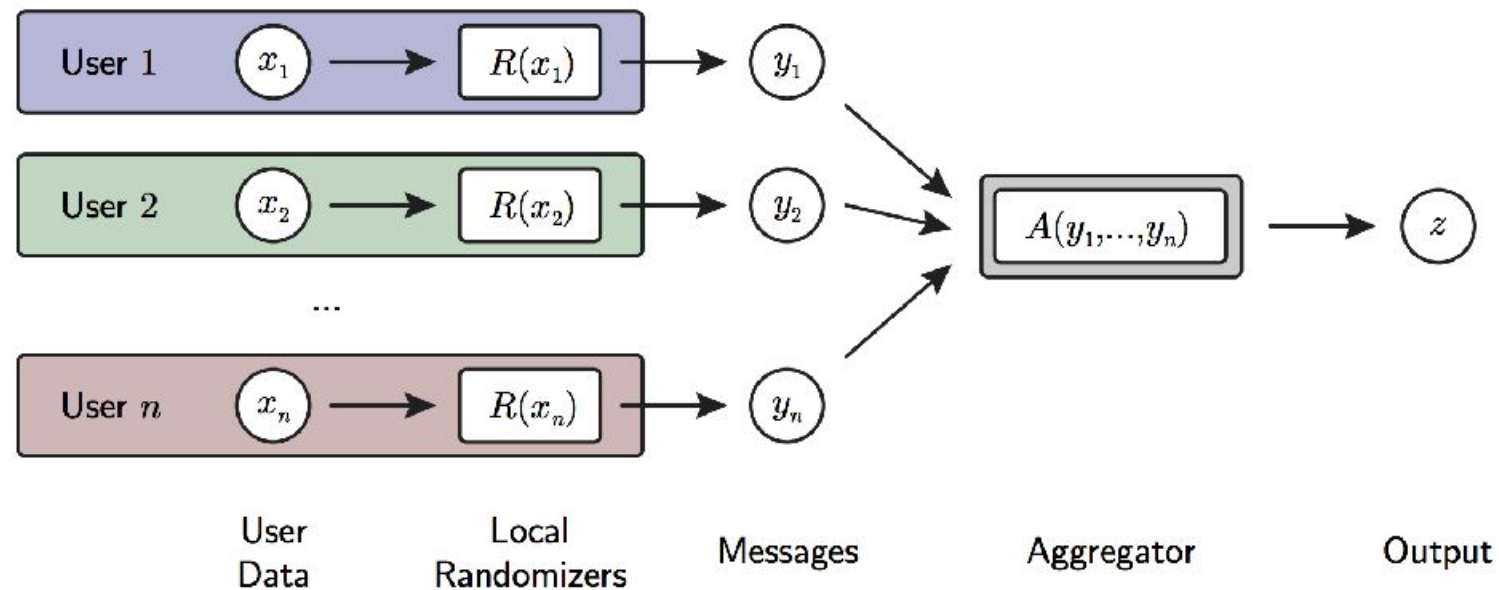 User 1 x₁ R(x₁) y₁
User 2 x₂ R(x₂) y₂
A(y₁,...,yₙ) z
...
User n xₙ R(xₙ) yₙ
User Data
Local Randomizers
Messages
Aggregator
Output